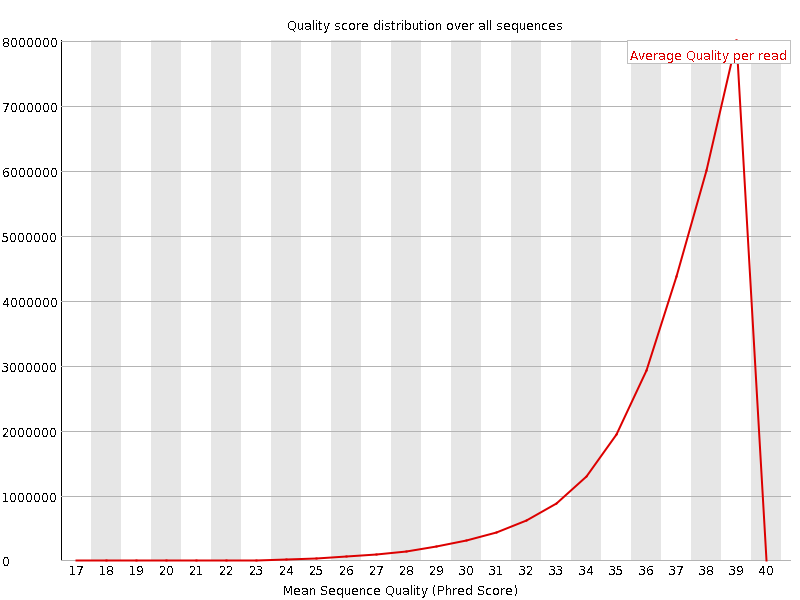 Quality score distribution over all sequences
Average Quality per read
8000000
7000000
6000000
5000000
4000000
3000000
2000000
1000000
0
17 18 19 20 21 22 23 24 25 26 27 28 29 30 31 32 33 34 35 36 37 38 39 40
Mean Sequence Quality (Phred Score)